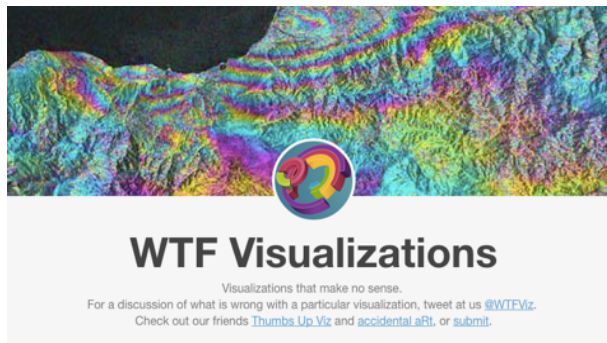 WTF Visualizations
Visualizations that make no sense.
For a discussion of what is wrong with a particular visualization, tweet at us @WTFViz.
Check out our friends Thumbs Up Viz and accidental aRt, or submit.